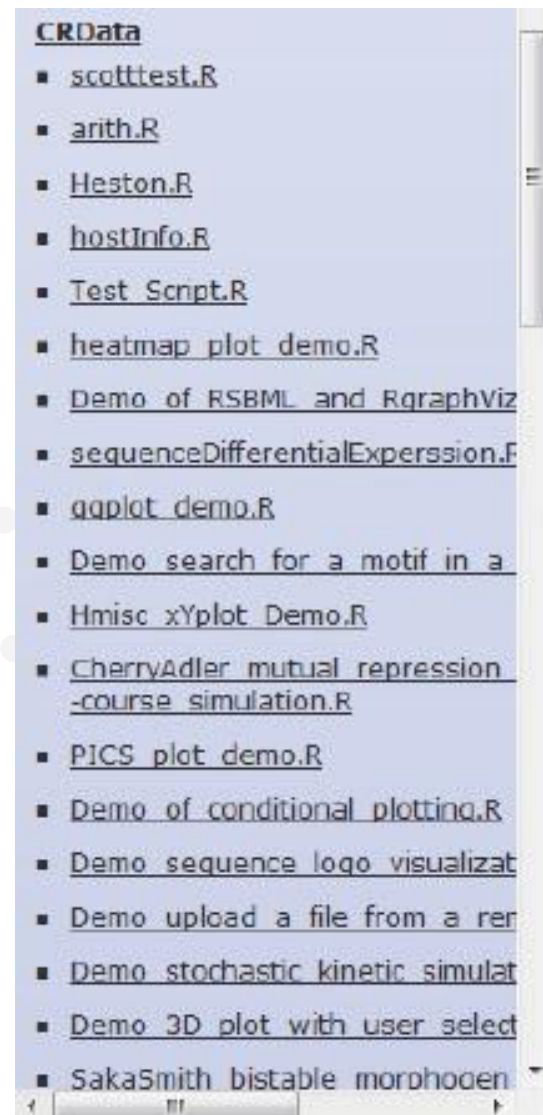 CRData
scotttest.R
arith.R
Heston.R
hostInfo.R
Test Script.R
heatmap plot demo.R
Demo of RSBML and RgraphViz
sequenceDifferentialExperssion.R
qqplot demo.R
Demo search for a motif in a
Hmisc xYplot Demo.R
CherryAdler mutual repression
-course simulation.R
PICS plot demo.R
Demo of conditional plotting.R
Demo sequence logo visualizat
Demo upload a file from a rer
Demo stochastic kinetic simulat
Demo 3D plot with user select
SakaSmith bistable morphogen